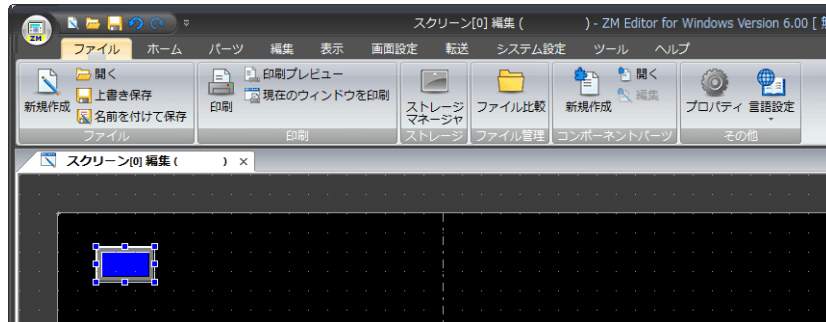 スクリーン[0] 編集 ( ) - ZM Editor for Windows Version 6.00 [
ZM
ファイル ホーム パーツ 編集 表示 画面設定 転送 システム設定 ツール ヘルプ
新規作成
開く
上書き保存
名前を付けて保存
ファイル
印刷
印刷プレビュー
現在のウィンドウを印刷
印刷
ストレージ
マネージャ
ストレージ
ファイル比較
ファイル管理
新規作成
開く
編集
コンポーネントパーツ
プロパティ
言語設定
その他
スクリーン[0] 編集 ( ) ×